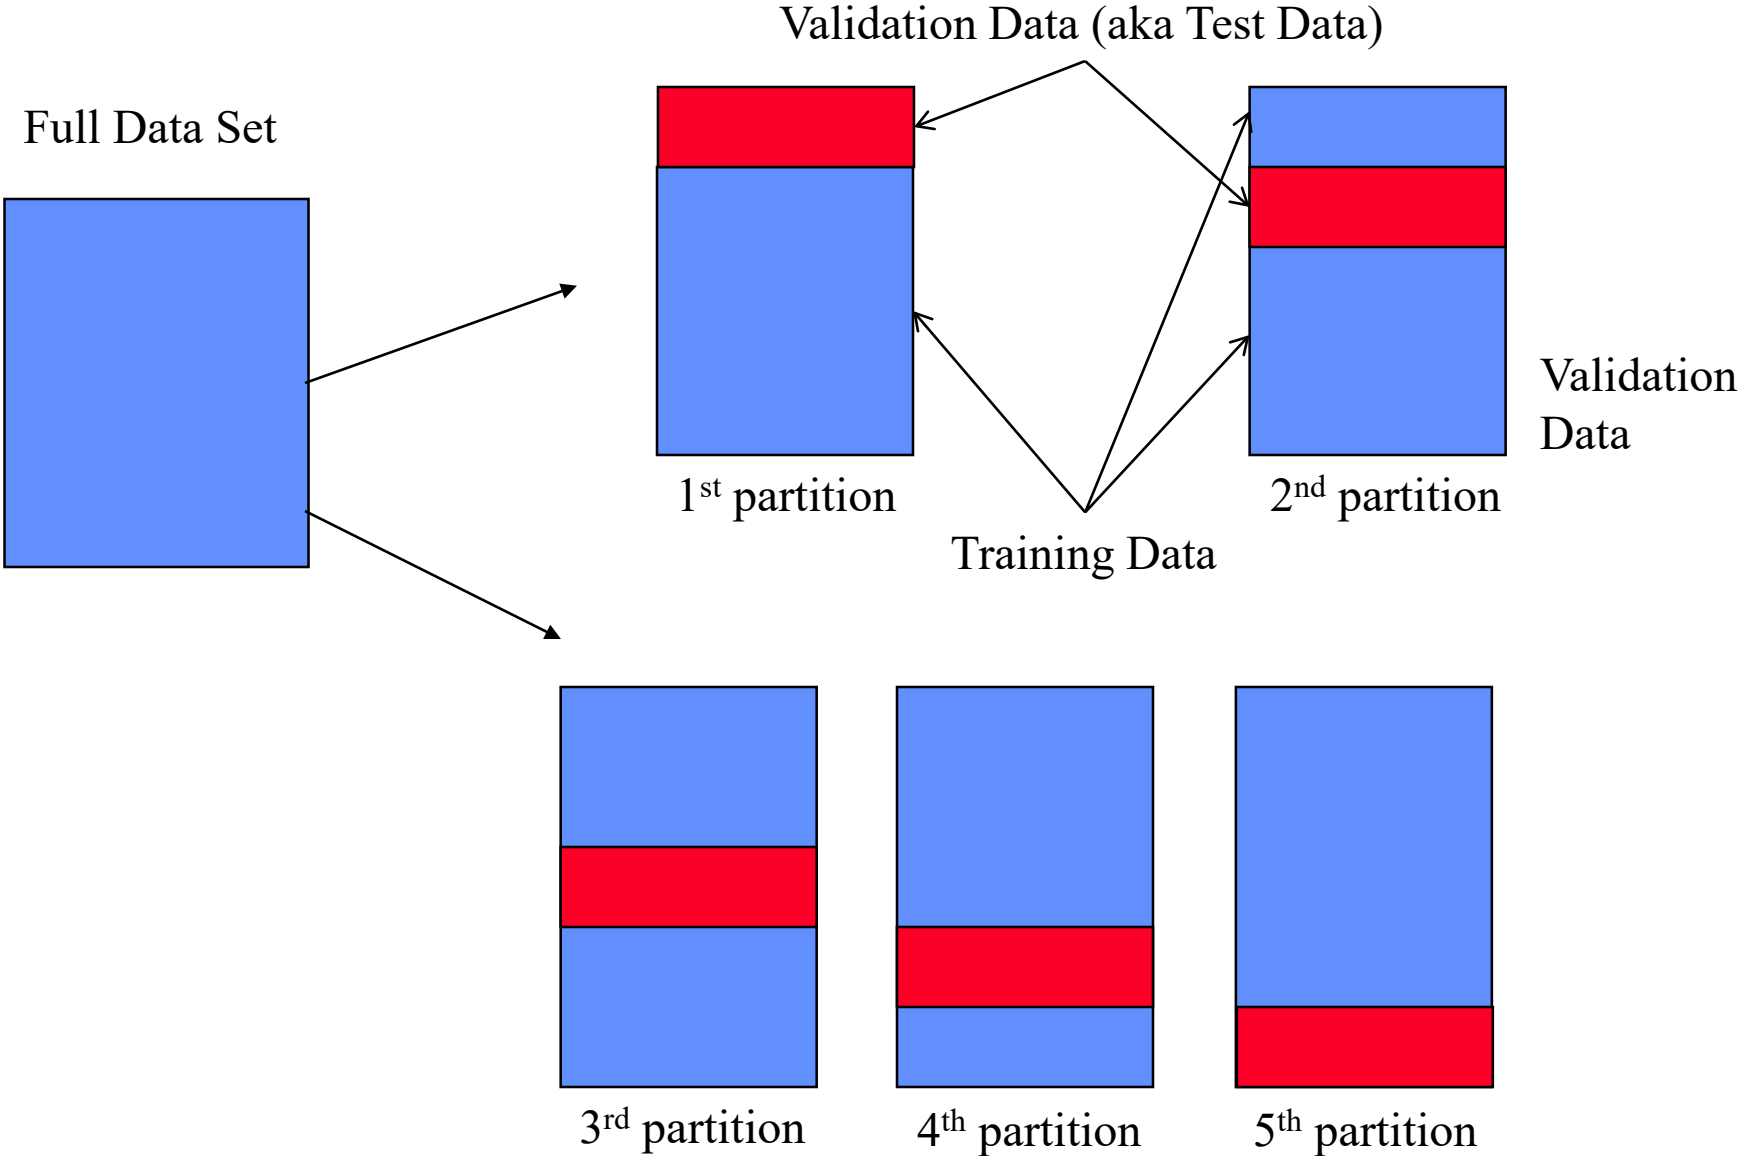 Validation Data (aka Test Data)
Full Data Set
Validation
Data
1st partition
2nd partition
Training Data
3rd partition
4th partition
5th partition